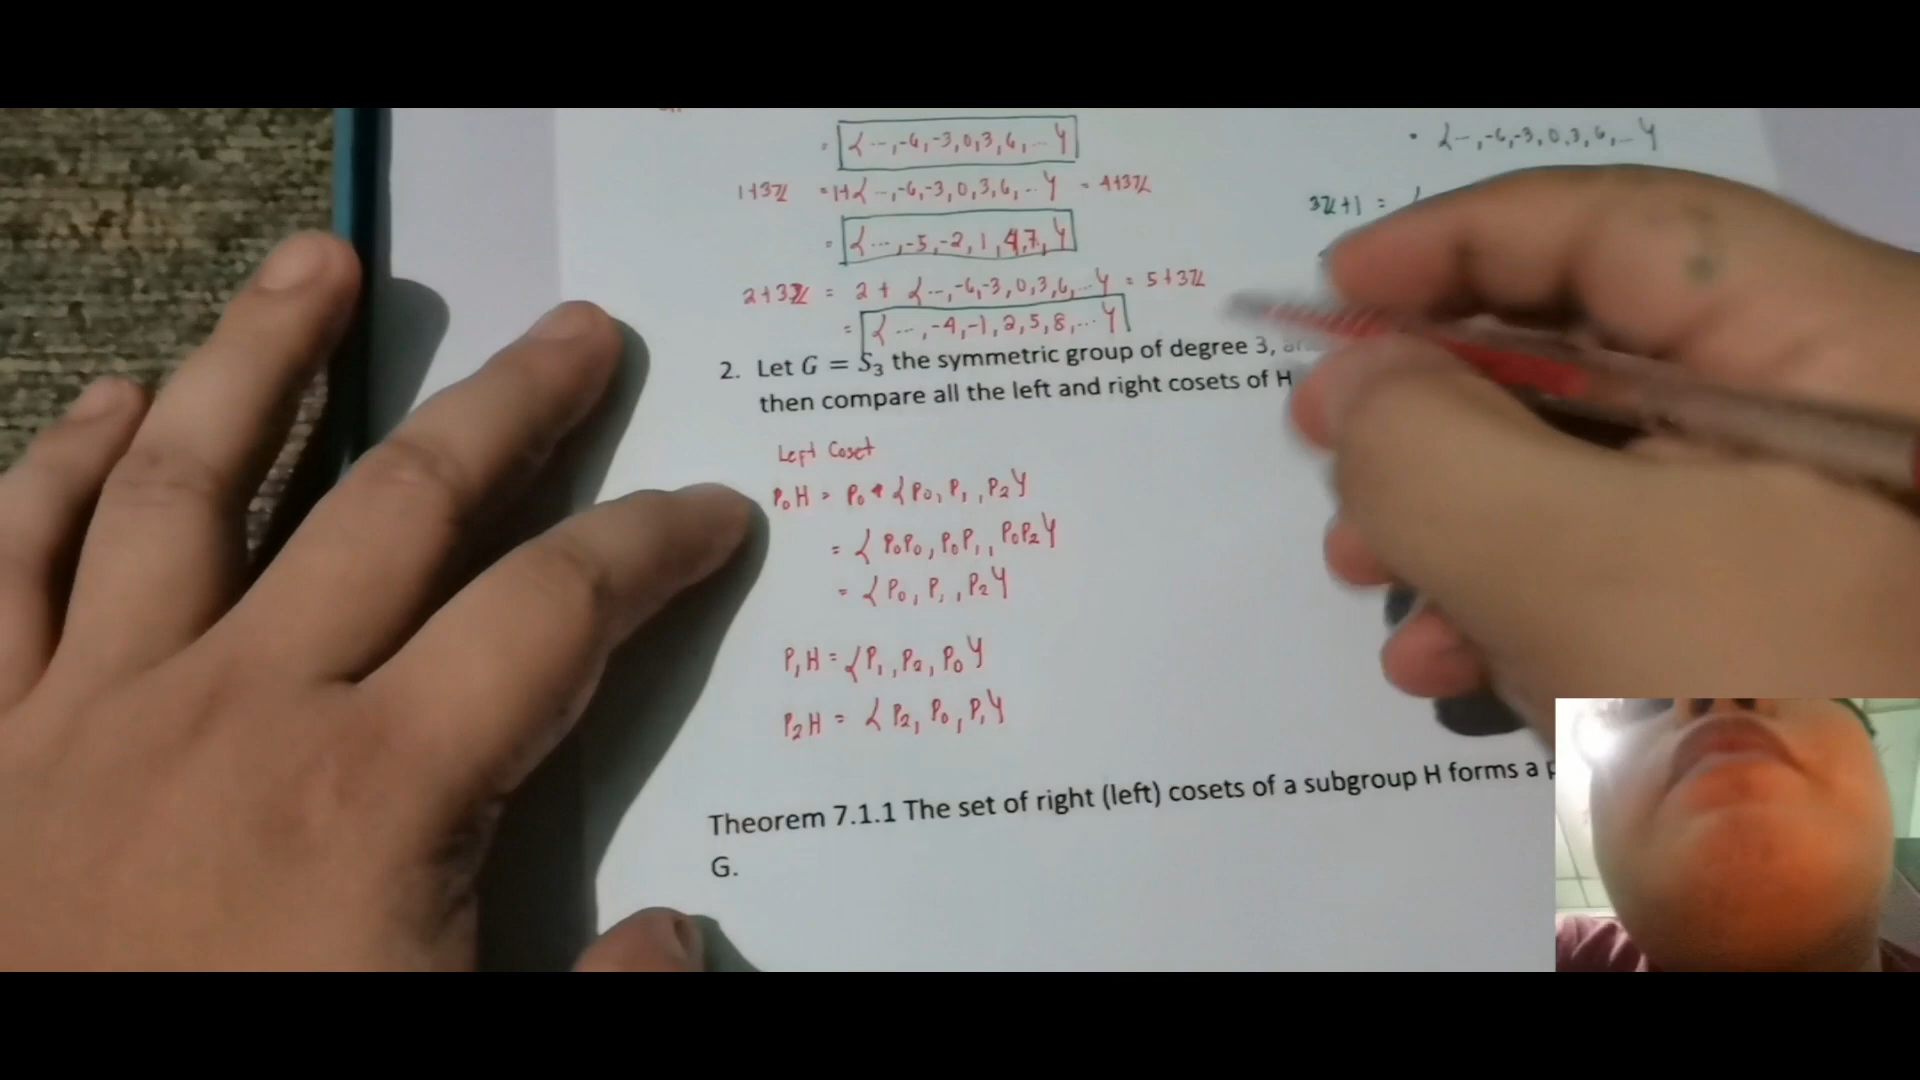 = {..., -6, -3, 0, 3, 6, ... }
1+3ℤ = 1+{ ..., -6, -3, 0, 3, 6, ... } = 4+3ℤ
= {..., -5, -2, 1, 4, 7, }
2+3ℤ = 2 + {..., -6, -3, 0, 3, 6, ... } = 5+3ℤ
= { ..., -4, -1, 2, 5, 8, ... }
2. Let G = S₃ the symmetric group of degree 3,
then compare all the left and right cosets of H
Left Coset
P₀H = P₀ {P₀, P₁, P₂}
= { P₀P₀, P₀P₁, P₀P₂}
= {P₀, P₁, P₂}
P₁H = {P₁, P₂, P₀}
P₂H = { P₂, P₀, P₁}
Theorem 7.1.1 The set of right (left) cosets of a subgroup H forms a
G.
• {..., -6, -3, 0, 3, 6, ... }
3ℤ+1 =